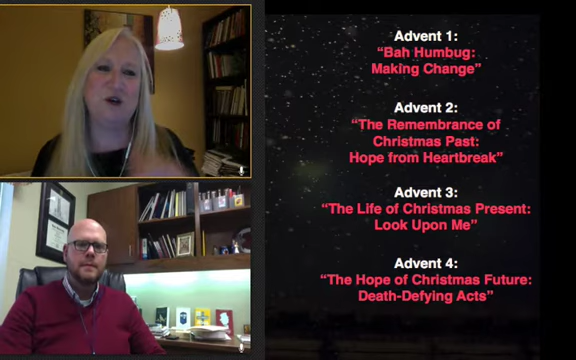 Advent 1:
“Bah Humbug:
Making Change”
Advent 2:
“The Remembrance of
Christmas Past:
Hope from Heartbreak”
Advent 3:
“The Life of Christmas Present:
Look Upon Me”
Advent 4:
“The Hope of Christmas Future:
Death-Defying Acts”